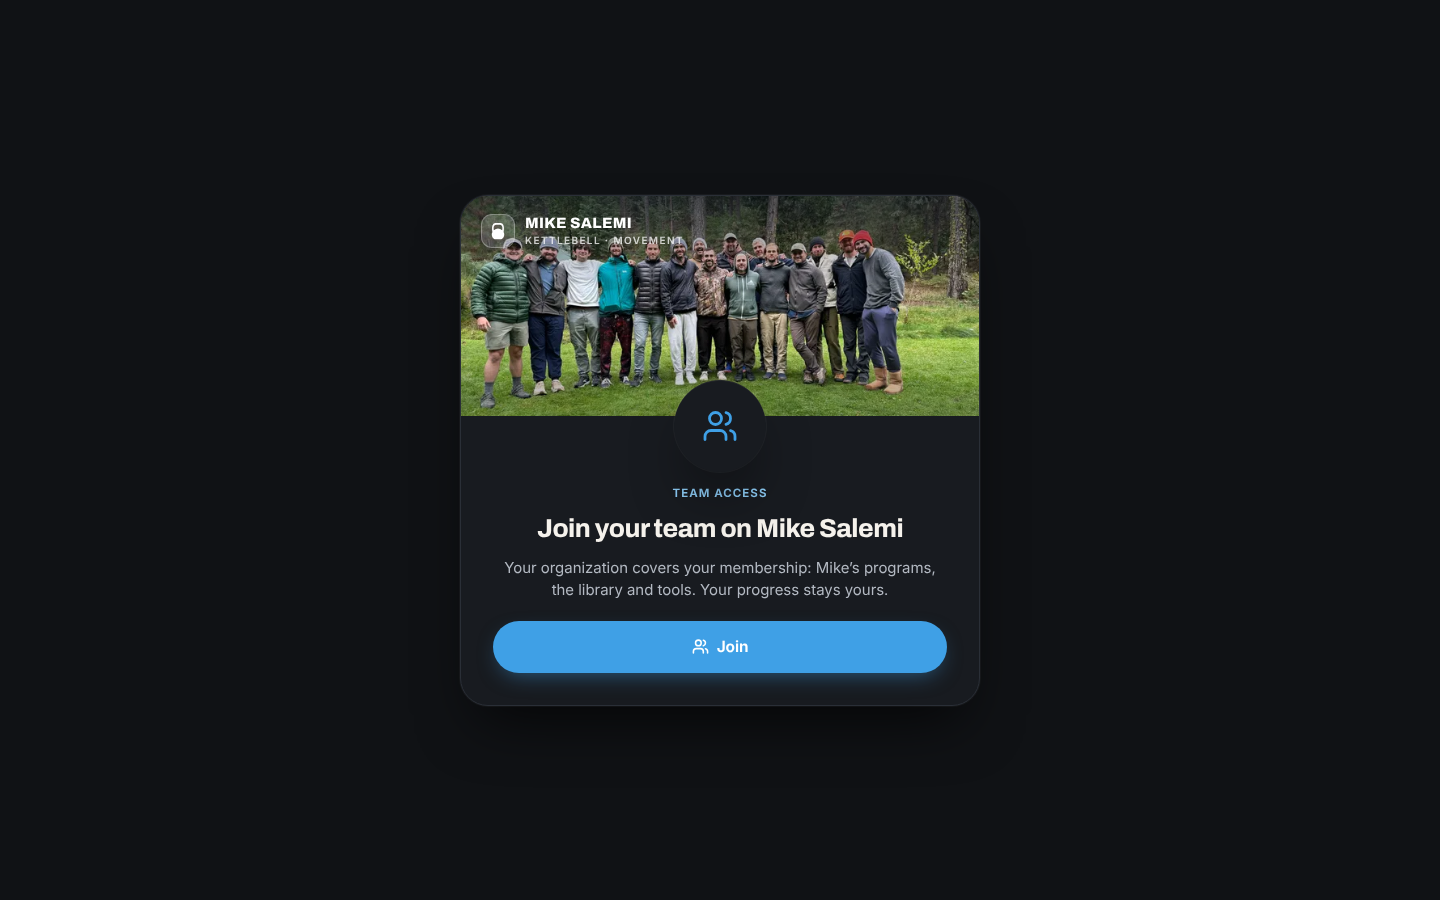 MIKE SALEMI
KETTLEBELL · MOVEMENT
TEAM ACCESS
Join your team on Mike Salemi
Your organization covers your membership: Mike’s programs,
the library and tools. Your progress stays yours.
Join